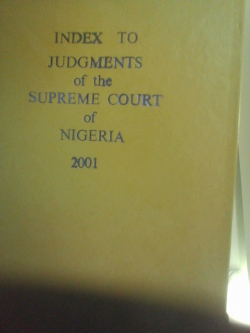 INDEX TO
JUDGMENTS
of the
SUPREME COURT
of
NIGERIA
2001